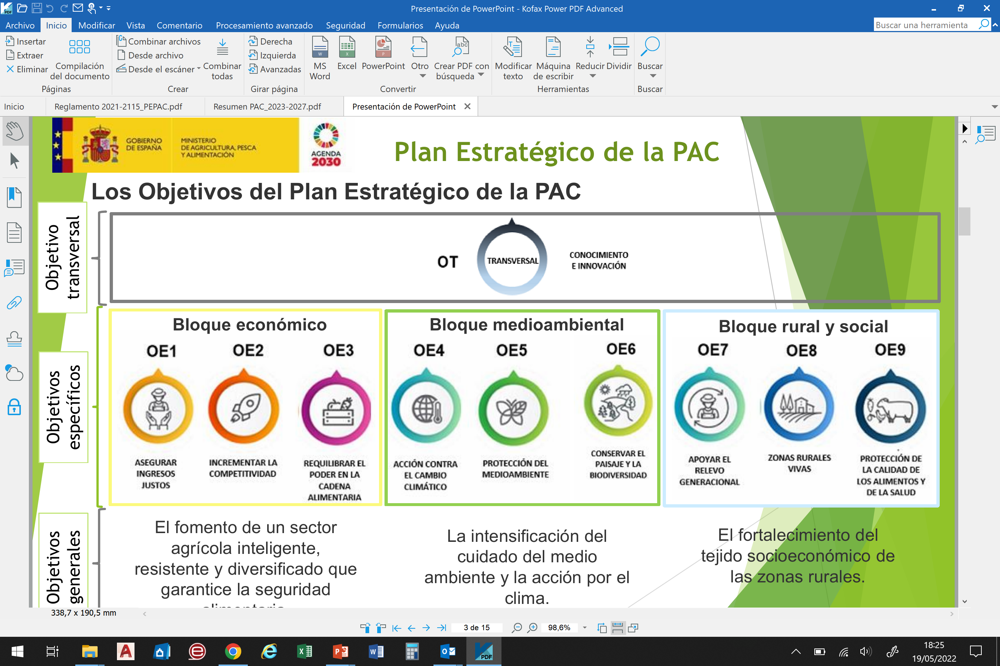 Presentación de PowerPoint - Kofax Power PDF Advanced
Archivo Inicio Modificar Vista Comentario Procesamiento avanzado Seguridad Formularios Ayuda
Buscar una herramienta
Insertar
Extraer
Eliminar
Compilación
del documento
Páginas
Combinar archivos
Desde archivo
Desde el escáner
Combinar
todas
Crear
Derecha
Izquierda
Avanzadas
Girar página
MS
Word
Excel
PowerPoint
Otro
Crear PDF con
búsqueda
Convertir
Modificar
texto
Máquina
de escribir
Reducir
Dividir
Herramientas
Buscar
Buscar
Inicio
Reglamento 2021-2115_PEPAC.pdf
Resumen PAC_2023-2027.pdf
Presentación de PowerPoint
GOBIERNO
DE ESPAÑA
MINISTERIO
DE AGRICULTURA, PESCA
Y ALIMENTACIÓN
AGENDA
2030
Plan Estratégico de la PAC
Los Objetivos del Plan Estratégico de la PAC
Objetivo
transversal
OT
TRANSVERSAL
CONOCIMIENTO
E INNOVACIÓN
Objetivos
específicos
Bloque económico
OE1
ASEGURAR
INGRESOS
JUSTOS
OE2
INCREMENTAR LA
COMPETITIVIDAD
OE3
REQUILIBRAR EL
PODER EN LA
CADENA
ALIMENTARIA
Bloque medioambiental
OE4
ACCIÓN CONTRA
EL CAMBIO
CLIMÁTICO
OE5
PROTECCIÓN DEL
MEDIOAMBIENTE
OE6
CONSERVAR EL
PAISAJE Y LA
BIODIVERSIDAD
Bloque rural y social
OE7
APOYAR EL
RELEVO
GENERACIONAL
OE8
ZONAS RURALES
VIVAS
OE9
PROTECCIÓN DE
LA CALIDAD DE
LOS ALIMENTOS Y
DE LA SALUD
Objetivos
generales
El fomento de un sector
agrícola inteligente,
resistente y diversificado que
garantice la seguridad
La intensificación del
cuidado del medio
ambiente y la acción por el
clima.
El fortalecimiento del
tejido socioeconómico de
las zonas rurales.
338,7 x 190,5 mm
3 de 15
98,6%
18:25
19/05/2022